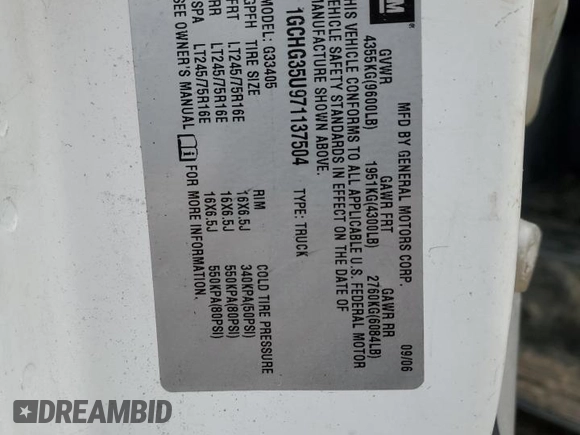 GM
MFD BY GENERAL MOTORS CORP. 09/06
GVWR GAWR FRT GAWR RR
4355KG(9600LB) 1951KG(4300LB) 2760KG(6084LB)
THIS VEHICLE CONFORMS TO ALL APPLICABLE U.S. FEDERAL MOTOR
VEHICLE SAFETY STANDARDS IN EFFECT ON THE DATE OF
MANUFACTURE SHOWN ABOVE.
1GCHG35U971137504 TYPE: TRUCK
MODEL: G33405
GPFH TIRE SIZE RIM COLD TIRE PRESSURE
FRT LT245/75R16E 16X6.5J 340KPA(50PSI)
RR LT245/75R16E 16X6.5J 550KPA(80PSI)
SPA LT245/75R16E 16X6.5J 550KPA(80PSI)
SEE OWNER'S MANUAL FOR MORE INFORMATION.
DREAMBID